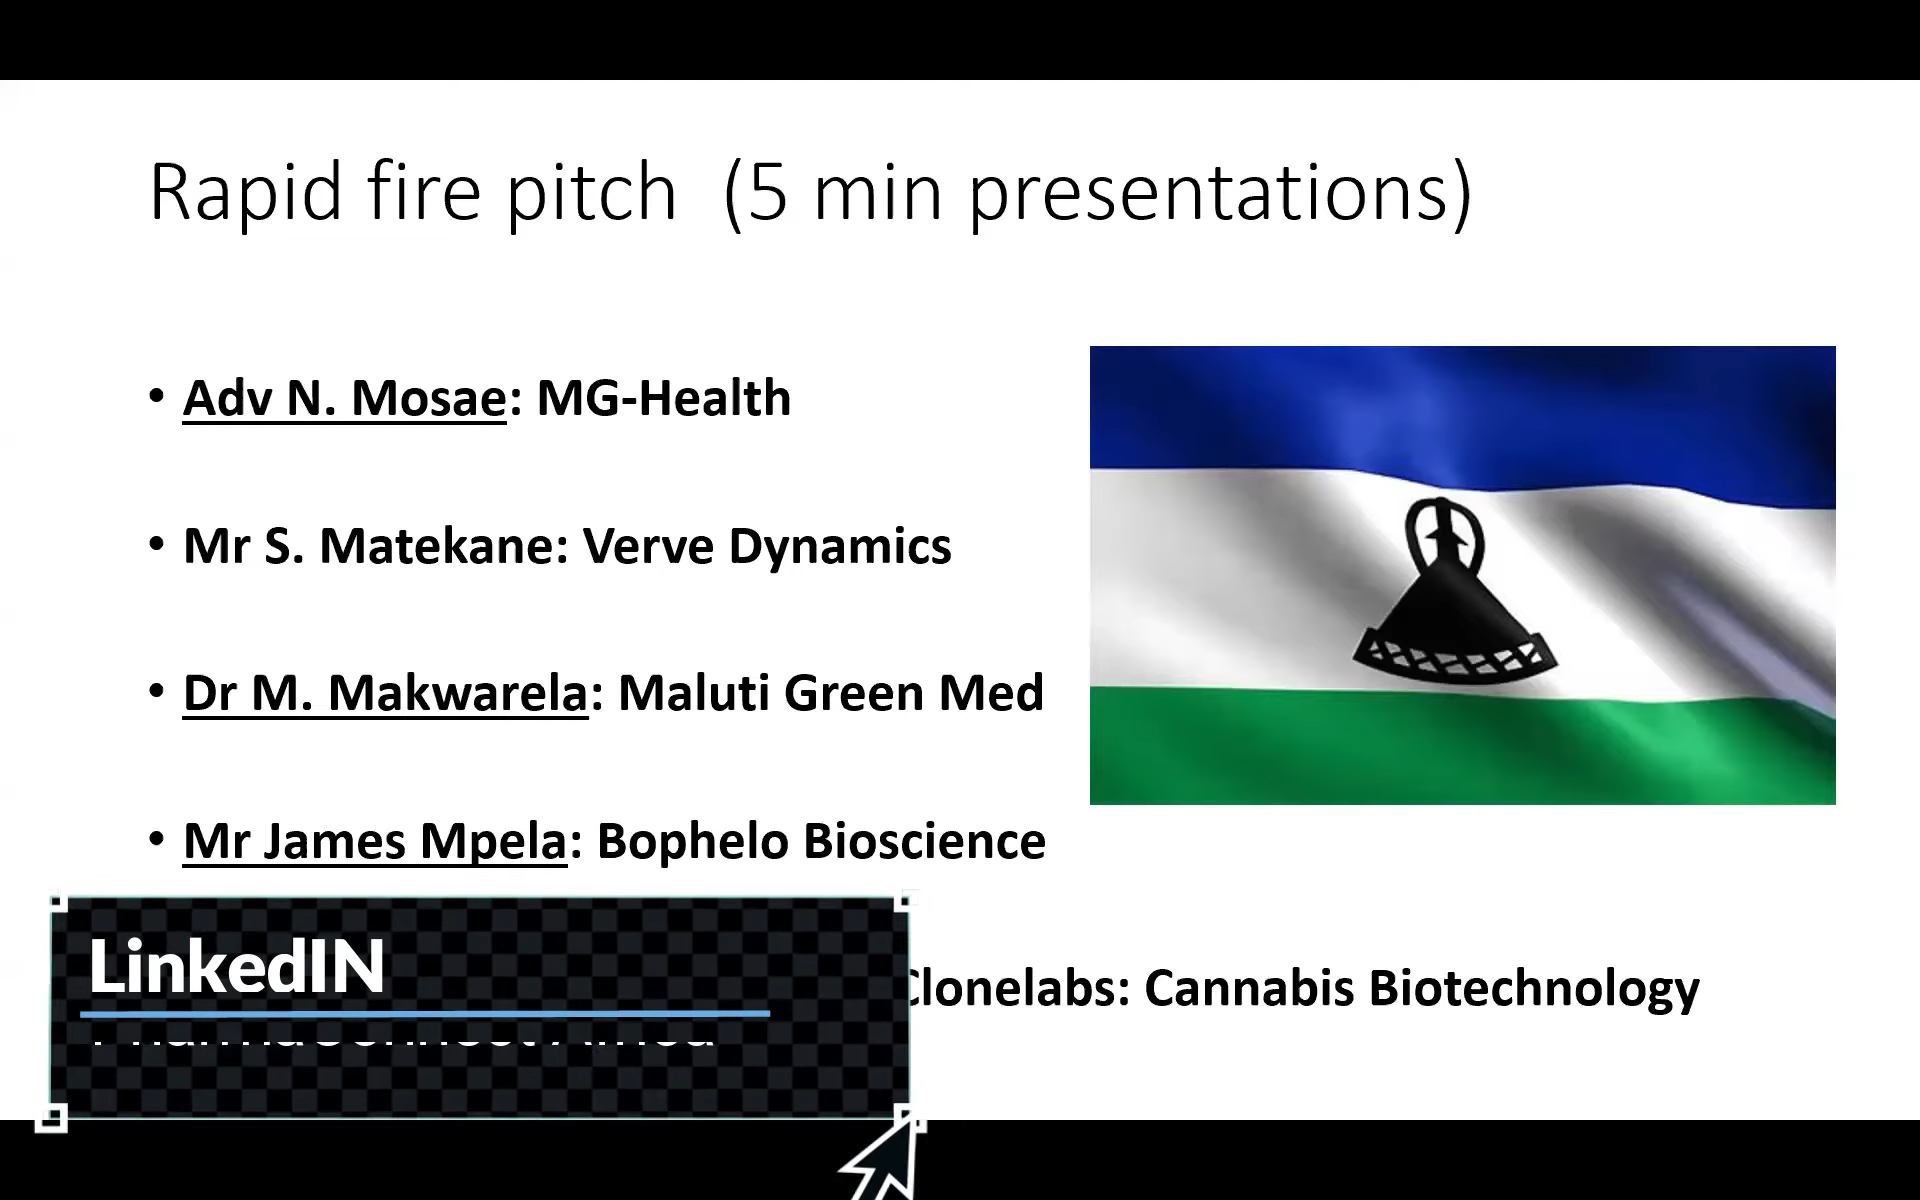 Rapid fire pitch (5 min presentations)
• Adv N. Mosae: MG-Health
• Mr S. Matekane: Verve Dynamics
• Dr M. Makwarela: Maluti Green Med
• Mr James Mpela: Bophelo Bioscience
Clonelabs: Cannabis Biotechnology
LinkedIN